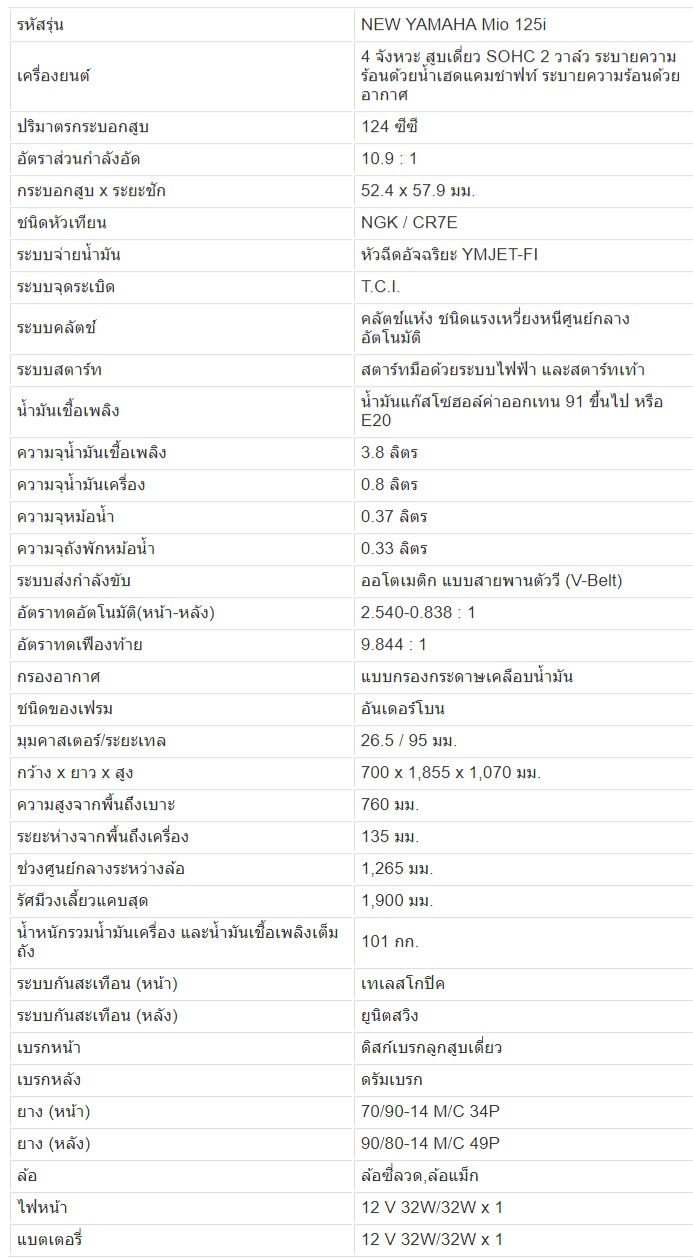 รหัสรุ่น NEW YAMAHA Mio 125i
เครื่องยนต์ 4 จังหวะ สูบเดี่ยว SOHC 2 วาล์ว ระบายความ
ร้อนด้วยน้ำเฮดแคมชาฟท์ ระบายความร้อนด้วย
อากาศ
ปริมาตรกระบอกสูบ 124 ซีซี
อัตราส่วนกำลังอัด 10.9 : 1
กระบอกสูบ x ระยะชัก 52.4 x 57.9 มม.
ชนิดหัวเทียน NGK / CR7E
ระบบจ่ายน้ำมัน หัวฉีดอัจฉริยะ YMJET-FI
ระบบจุดระเบิด T.C.I.
ระบบคลัตช์ คลัตช์แห้ง ชนิดแรงเหวี่ยงหนีศูนย์กลาง
อัตโนมัติ
ระบบสตาร์ท สตาร์ทมือด้วยระบบไฟฟ้า และสตาร์ทเท้า
น้ำมันเชื้อเพลิง น้ำมันแก๊สโซฮอล์ค่าออกเทน 91 ขึ้นไป หรือ
E20
ความจุน้ำมันเชื้อเพลิง 3.8 ลิตร
ความจุน้ำมันเครื่อง 0.8 ลิตร
ความจุหม้อน้ำ 0.37 ลิตร
ความจุถังพักหม้อน้ำ 0.33 ลิตร
ระบบส่งกำลังขับ ออโตเมติก แบบสายพานตัววี (V-Belt)
อัตราทดอัตโนมัติ(หน้า-หลัง) 2.540-0.838 : 1
อัตราทดเฟืองท้าย 9.844 : 1
กรองอากาศ แบบกรองกระดาษเคลือบน้ำมัน
ชนิดของเฟรม อันเดอร์โบน
มุมคาสเตอร์/ระยะเทล 26.5 / 95 มม.
กว้าง x ยาว x สูง 700 x 1,855 x 1,070 มม.
ความสูงจากพื้นถึงเบาะ 760 มม.
ระยะห่างจากพื้นถึงเครื่อง 135 มม.
ช่วงศูนย์กลางระหว่างล้อ 1,265 มม.
รัศมีวงเลี้ยวแคบสุด 1,900 มม.
น้ำหนักรวมน้ำมันเครื่อง และน้ำมันเชื้อเพลิงเต็ม
ถัง 101 กก.
ระบบกันสะเทือน (หน้า) เทเลสโกปิค
ระบบกันสะเทือน (หลัง) ยูนิตสวิง
เบรกหน้า ดิสก์เบรกลูกสูบเดี่ยว
เบรกหลัง ดรัมเบรก
ยาง (หน้า) 70/90-14 M/C 34P
ยาง (หลัง) 90/80-14 M/C 49P
ล้อ ล้อซี่ลวด,ล้อแม็ก
ไฟหน้า 12 V 32W/32W x 1
แบตเตอรี่ 12 V 32W/32W x 1